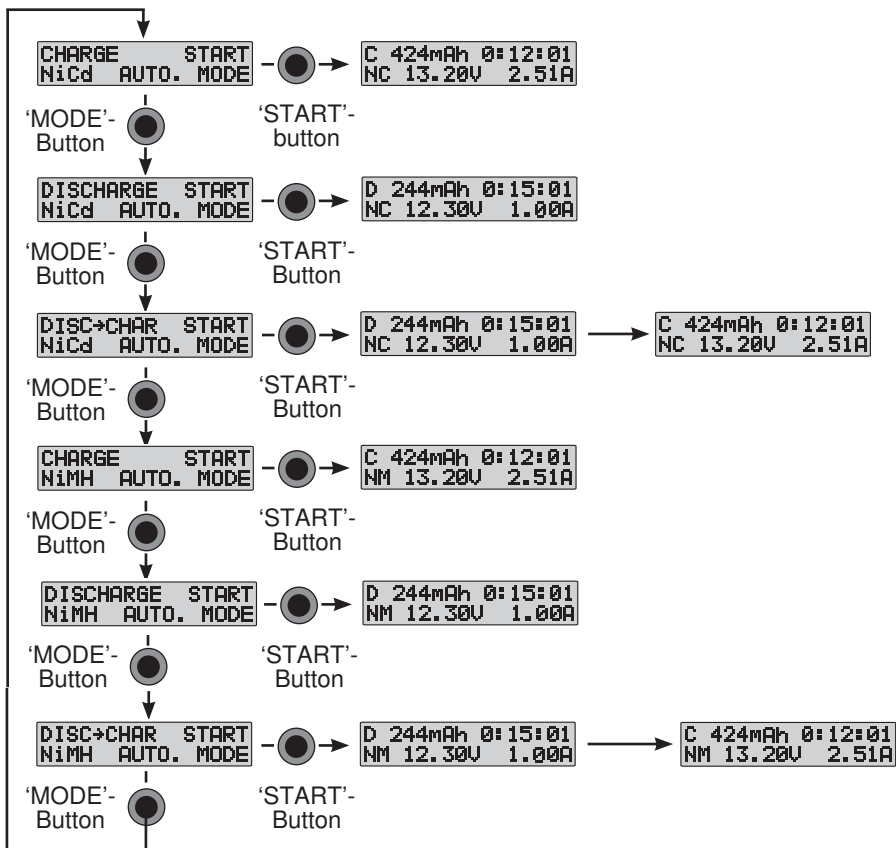 CHARGE START
NiCd AUTO. MODE
C 424mAh 0:12:01
NC 13.20V 2.51A
‘MODE’-
Button
‘START’-
button
DISCHARGE START
NiCd AUTO. MODE
D 244mAh 0:15:01
NC 12.30V 1.00A
‘MODE’-
Button
‘START’-
Button
DISC→CHAR START
NiCd AUTO. MODE
D 244mAh 0:15:01
NC 12.30V 1.00A
C 424mAh 0:12:01
NC 13.20V 2.51A
‘MODE’-
Button
‘START’-
Button
CHARGE START
NiMH AUTO. MODE
C 424mAh 0:12:01
NM 13.20V 2.51A
‘MODE’-
Button
‘START’-
Button
DISCHARGE START
NiMH AUTO. MODE
D 244mAh 0:15:01
NM 12.30V 1.00A
‘MODE’-
Button
‘START’-
Button
DISC→CHAR START
NiMH AUTO. MODE
D 244mAh 0:15:01
NM 12.30V 1.00A
C 424mAh 0:12:01
NM 13.20V 2.51A
‘MODE’-
Button
‘START’-
Button